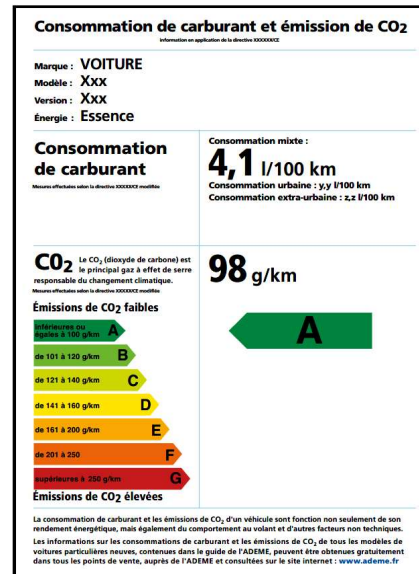 Consommation de carburant et émission de CO2
Information en application de la directive XXXXXX/CE
Marque : VOITURE
Modèle : Xxx
Version : Xxx
Énergie : Essence
Consommation
de carburant
Mesures effectuées selon la directive XXXXX/CE modifiée
Consommation mixte :
4,1 l/100 km
Consommation urbaine : y,y l/100 km
Consommation extra-urbaine : z,z l/100 km
CO2 Le CO2 (dioxyde de carbone) est
le principal gaz à effet de serre
responsable du changement climatique.
Mesures effectuées selon la directive XXXXX/CE modifiée
98 g/km
Émissions de CO2 faibles
inférieures ou
égales à 100 g/km A
A
de 101 à 120 g/km B
de 121 à 140 g/km C
de 141 à 160 g/km D
de 161 à 200 g/km E
de 201 à 250 F
supérieures à 250 g/km G
Émissions de CO2 élevées
La consommation de carburant et les émissions de CO2 d'un véhicule sont fonction non seulement de son
rendement énergétique, mais également du comportement au volant et d'autres facteurs non techniques.
Les informations sur les consommations de carburant et les émissions de CO2 de tous les modèles de
voitures particulières neuves, contenues dans le guide de l'ADEME, peuvent être obtenues gratuitement
dans tous les points de vente, auprès de l'ADEME et consultées sur le site internet : www.ademe.fr